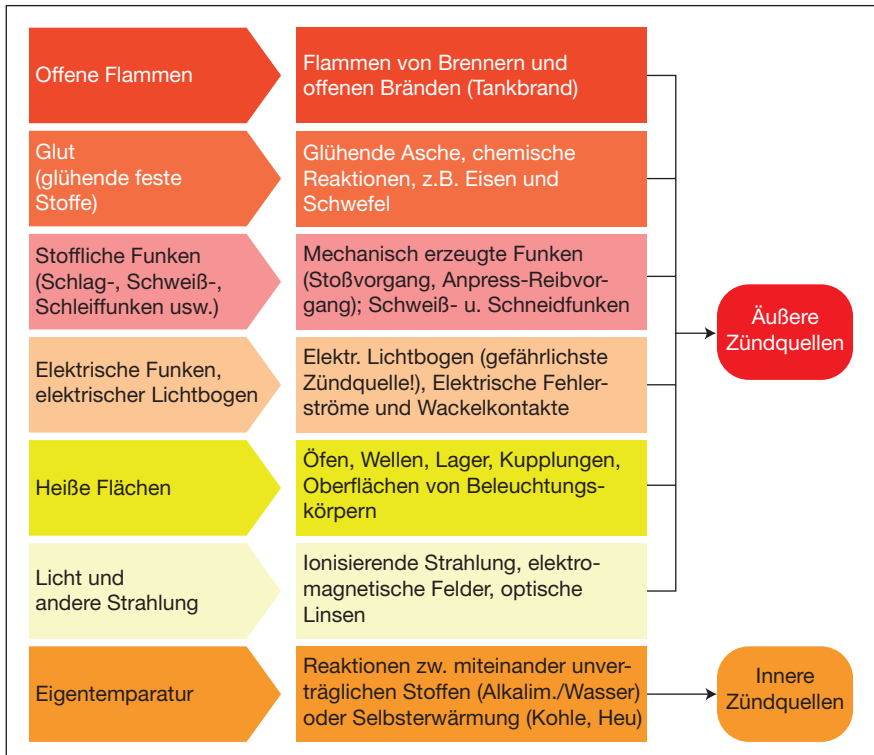 Offene Flammen
Flammen von Brennern und
offenen Bränden (Tankbrand)
Glut
(glühende feste
Stoffe)
Glühende Asche, chemische
Reaktionen, z.B. Eisen und
Schwefel
Stoffliche Funken
(Schlag-, Schweiß-,
Schleiffunken usw.)
Mechanisch erzeugte Funken
(Stoßvorgang, Anpress-Reibvor-
gang); Schweiß- u. Schneidfunken
Elektrische Funken,
elektrischer Lichtbogen
Elektr. Lichtbogen (gefährlichste
Zündquelle!), Elektrische Fehler-
ströme und Wackelkontakte
Heiße Flächen
Öfen, Wellen, Lager, Kupplungen,
Oberflächen von Beleuchtungs-
körpern
Licht und
andere Strahlung
Ionisierende Strahlung, elektro-
magnetische Felder, optische
Linsen
Äußere
Zündquellen
Eigentemparatur
Reaktionen zw. miteinander unver-
träglichen Stoffen (Alkalim./Wasser)
oder Selbsterwärmung (Kohle, Heu)
Innere
Zündquellen